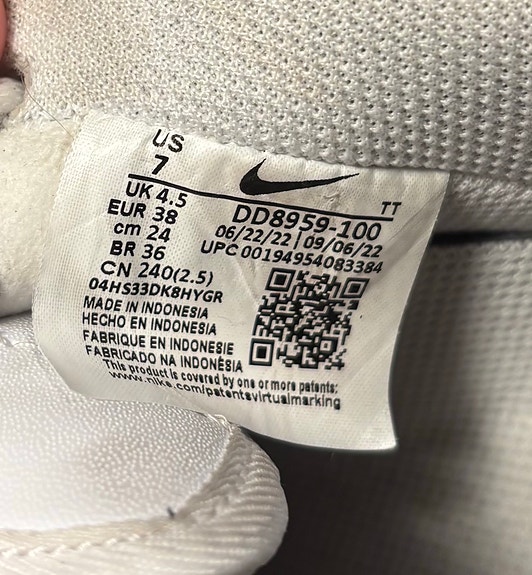 US
7
UK 4.5
EUR 38
cm 24
BR 36
CN 240(2.5)
04HS33DK8HYGR
TT
DD8959-100
06/22/22 | 09/06/22
UPC 00194954083384
MADE IN INDONESIA
HECHO EN INDONESIA
FABRIQUE EN INDONESIE
FABRICADO NA INDONÉSIA
This product is covered by one or more patents:
www.nike.com/patentsvirtualmarking